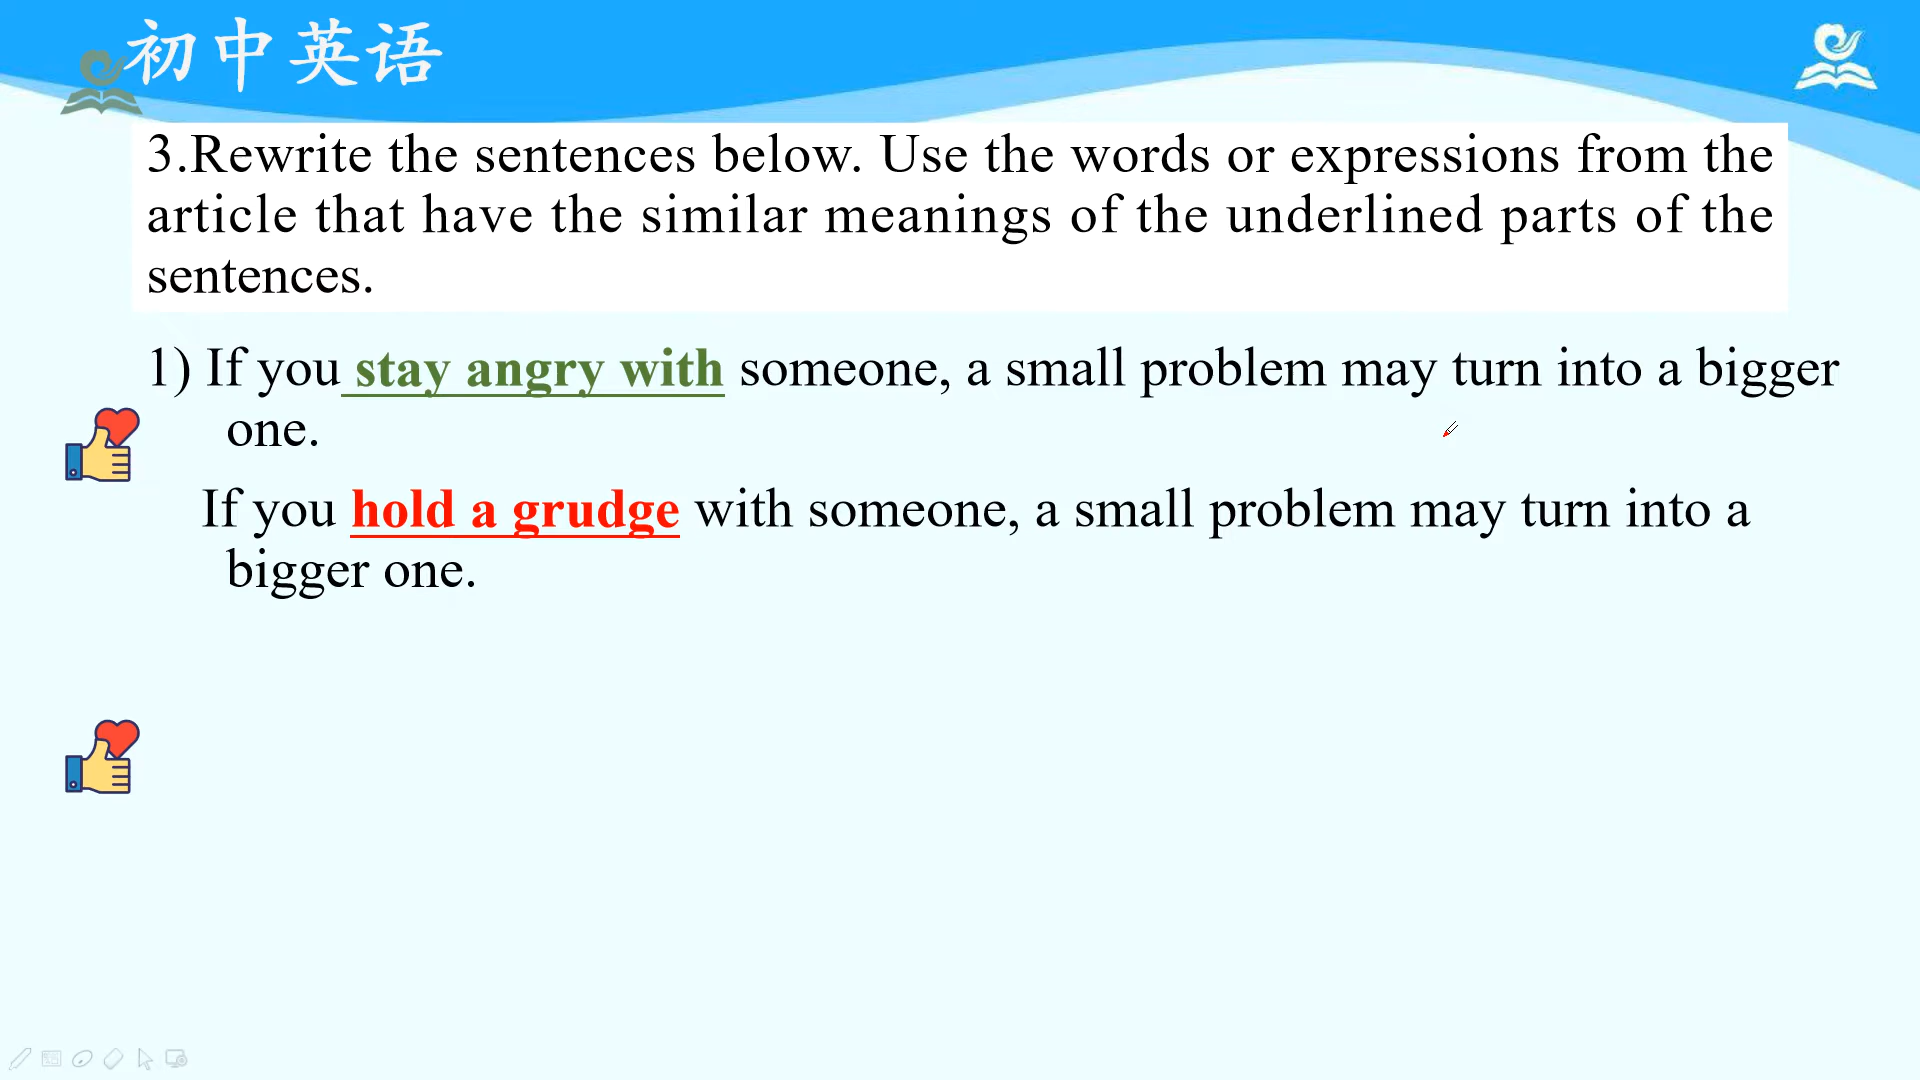 初中英语
3.Rewrite the sentences below. Use the words or expressions from the
article that have the similar meanings of the underlined parts of the
sentences.
1) If you stay angry with someone, a small problem may turn into a bigger
one.
If you hold a grudge with someone, a small problem may turn into a
bigger one.